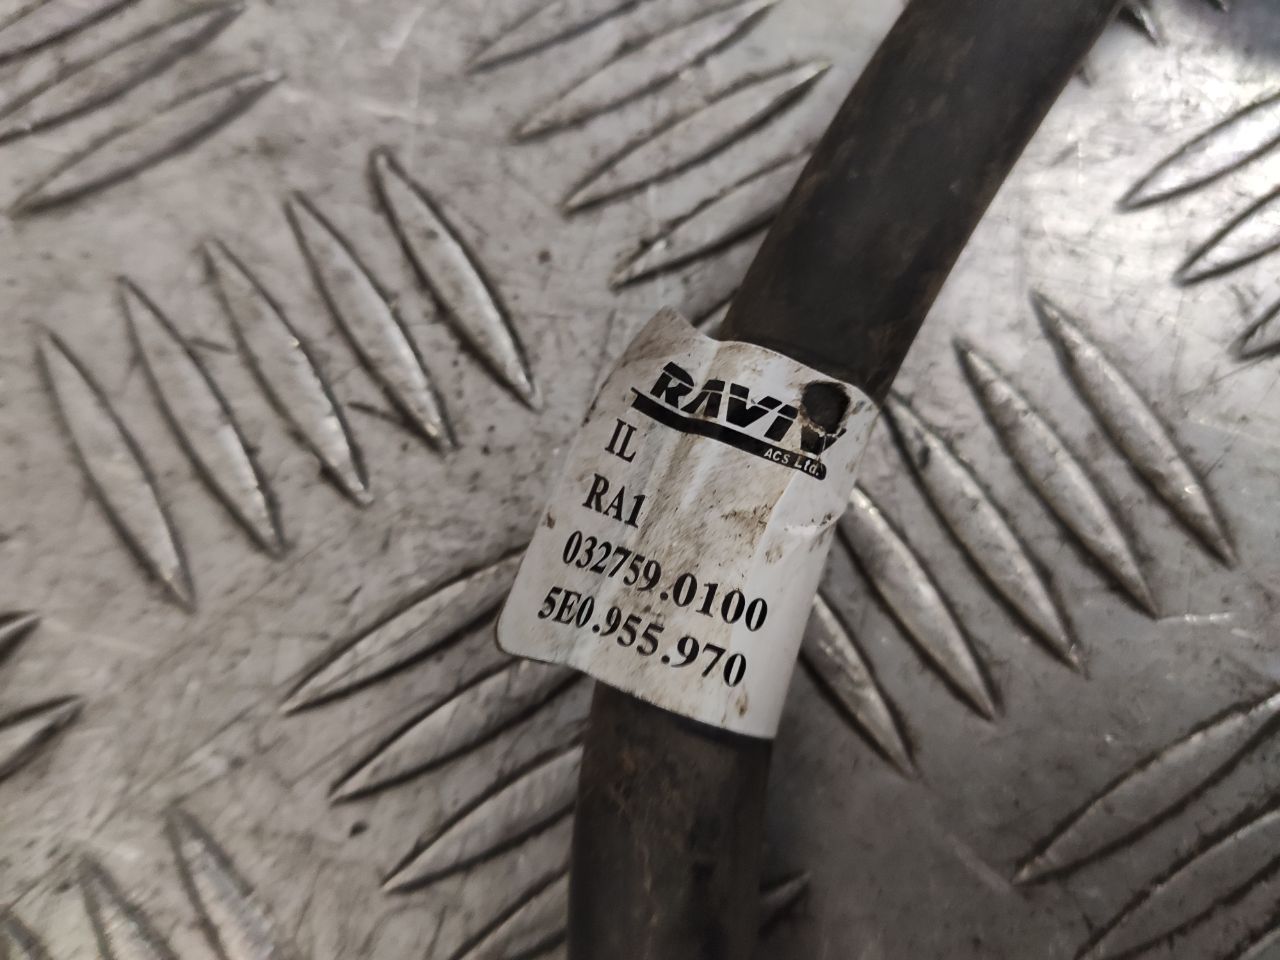 RAVIV
ACS Ltd.
IL
RA1
032759.0100
5E0.955.970